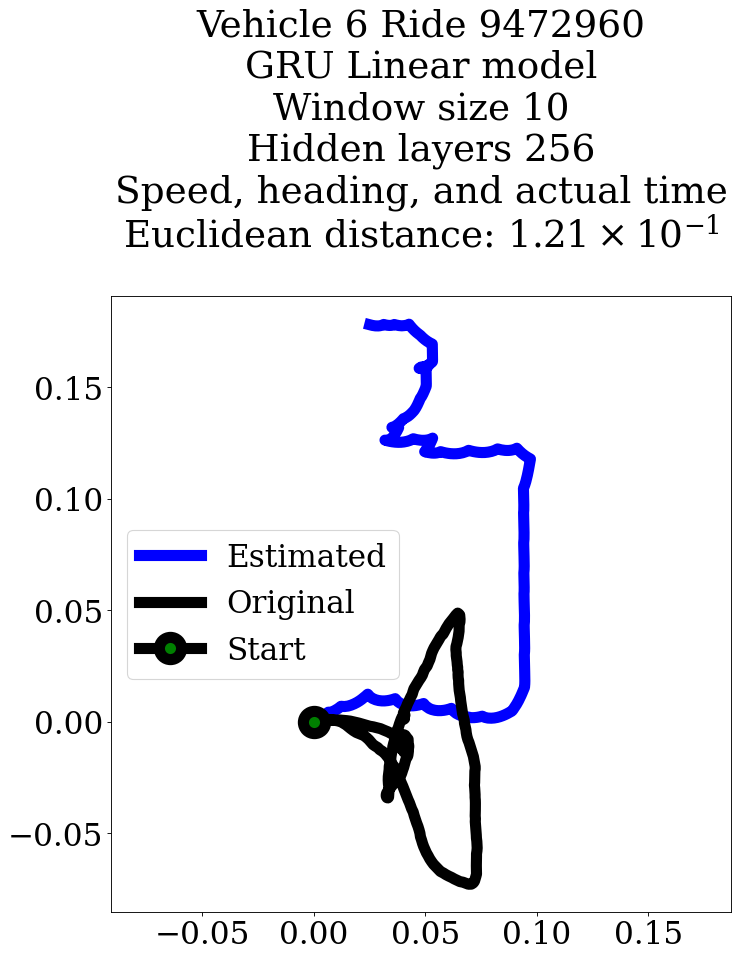 Vehicle 6 Ride 9472960
GRU Linear model
Window size 10
Hidden layers 256
Speed, heading, and actual time
Euclidean distance: 1.21 × 10⁻¹
0.15
0.10
0.05
0.00
−0.05
Estimated
Original
Start
−0.05 0.00 0.05 0.10 0.15